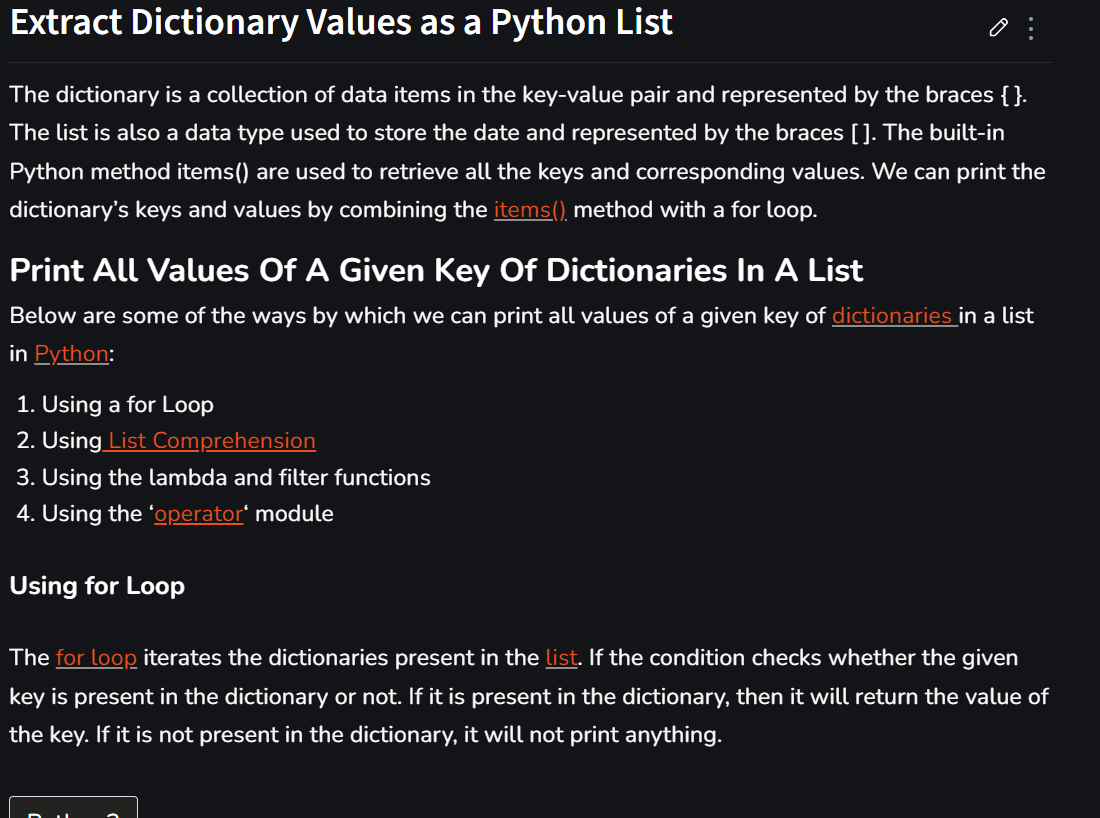 Extract Dictionary Values as a Python List
The dictionary is a collection of data items in the key-value pair and represented by the braces { }.
The list is also a data type used to store the date and represented by the braces [ ]. The built-in
Python method items() are used to retrieve all the keys and corresponding values. We can print the
dictionary’s keys and values by combining the items() method with a for loop.
Print All Values Of A Given Key Of Dictionaries In A List
Below are some of the ways by which we can print all values of a given key of dictionaries in a list
in Python:
1. Using a for Loop
2. Using List Comprehension
3. Using the lambda and filter functions
4. Using the ‘operator‘ module
Using for Loop
The for loop iterates the dictionaries present in the list. If the condition checks whether the given
key is present in the dictionary or not. If it is present in the dictionary, then it will return the value of
the key. If it is not present in the dictionary, it will not print anything.